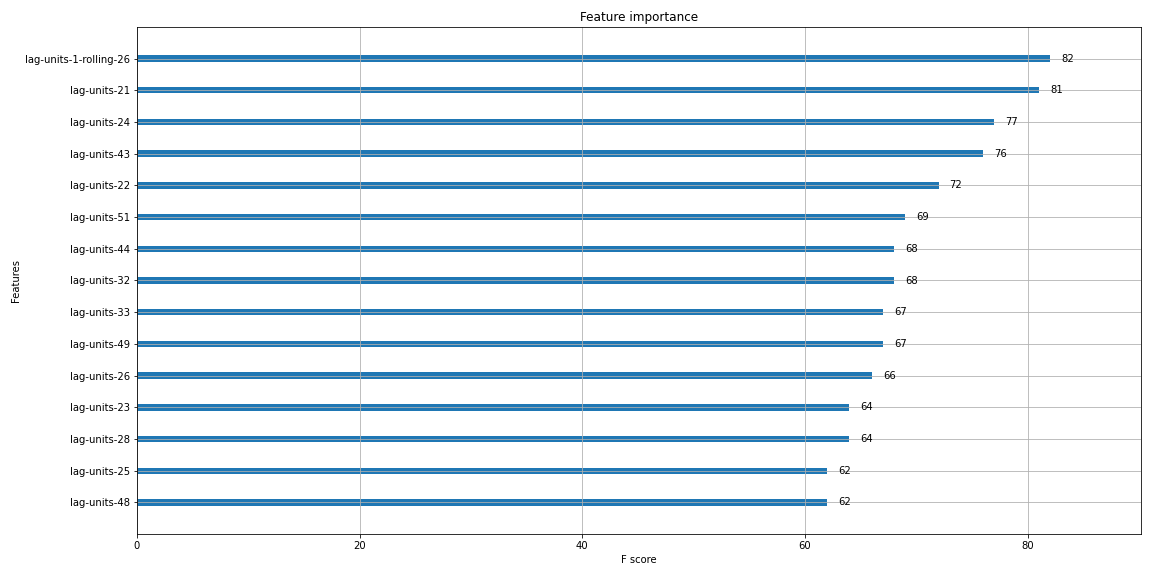 Feature importance
lag-units-1-rolling-26 82
lag-units-21 81
lag-units-24 77
lag-units-43 76
lag-units-22 72
lag-units-51 69
lag-units-44 68
lag-units-32 68
lag-units-33 67
lag-units-49 67
lag-units-26 66
lag-units-23 64
lag-units-28 64
lag-units-25 62
lag-units-48 62
Features
0 20 40 60 80
F score